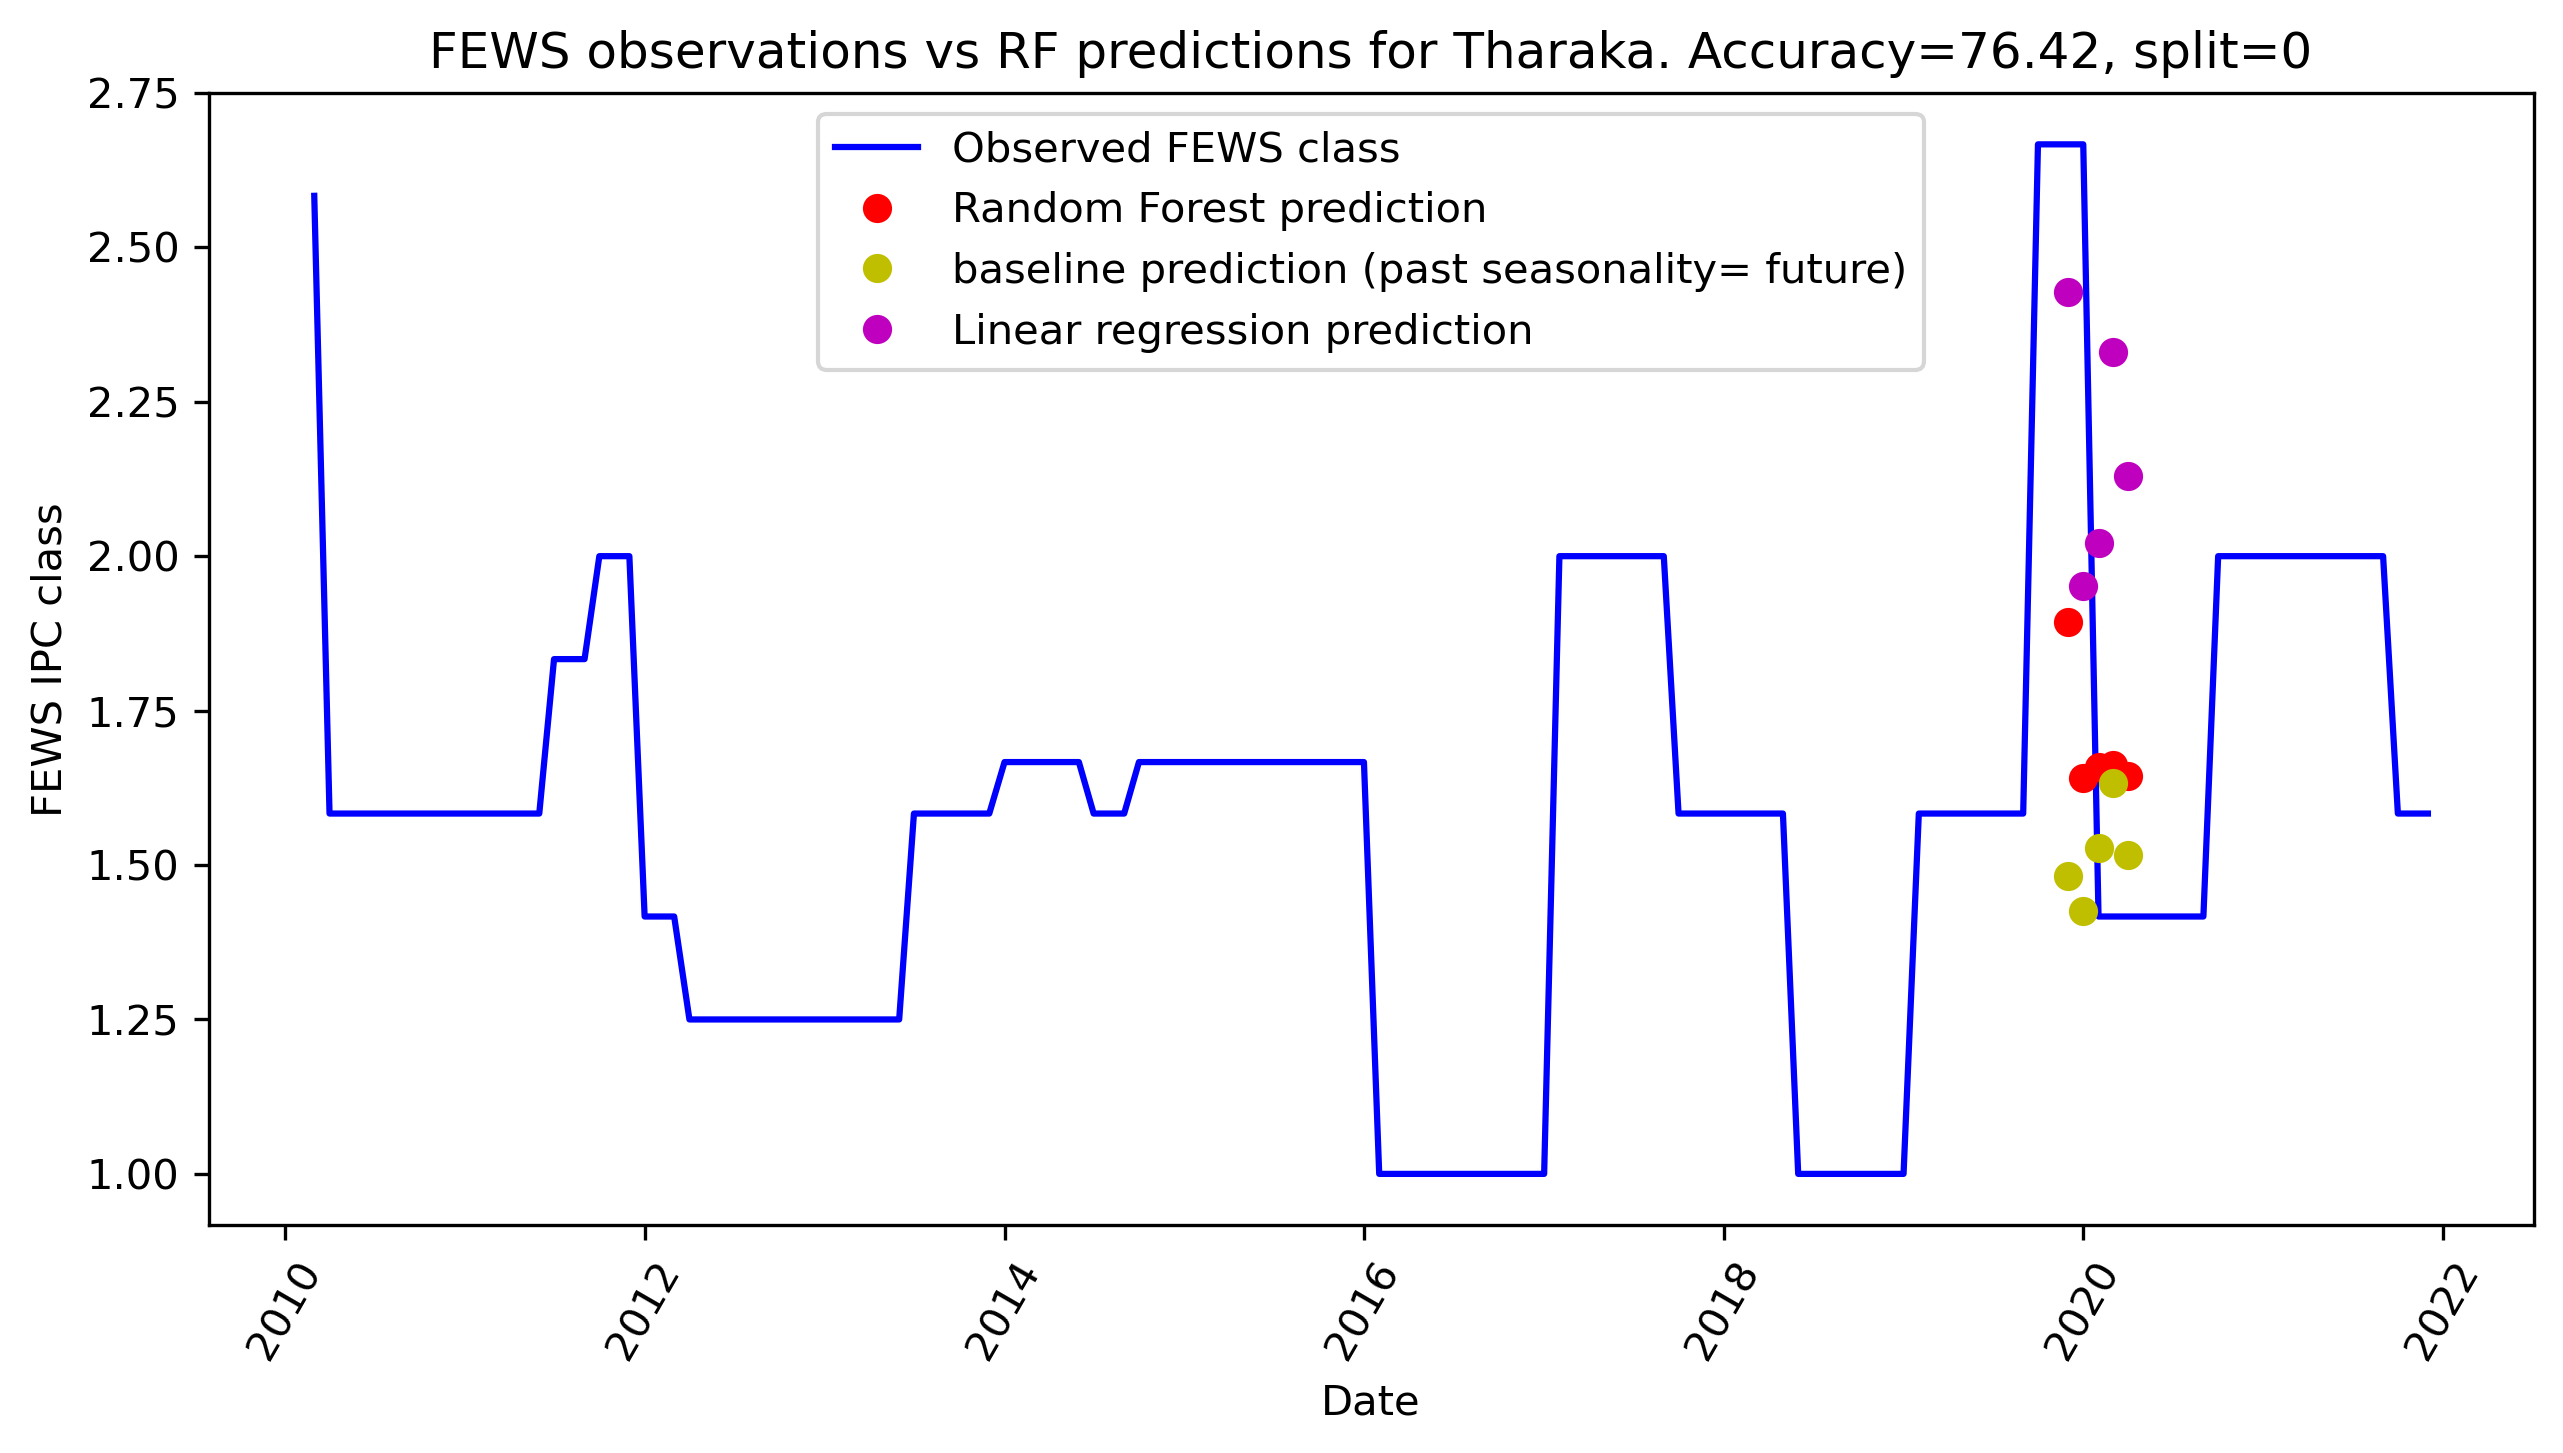 FEWS observations vs RF predictions for Tharaka. Accuracy=76.42, split=0
Observed FEWS class
Random Forest prediction
baseline prediction (past seasonality= future)
Linear regression prediction
FEWS IPC class
2.75
2.50
2.25
2.00
1.75
1.50
1.25
1.00
2010
2012
2014
2016
2018
2020
2022
Date